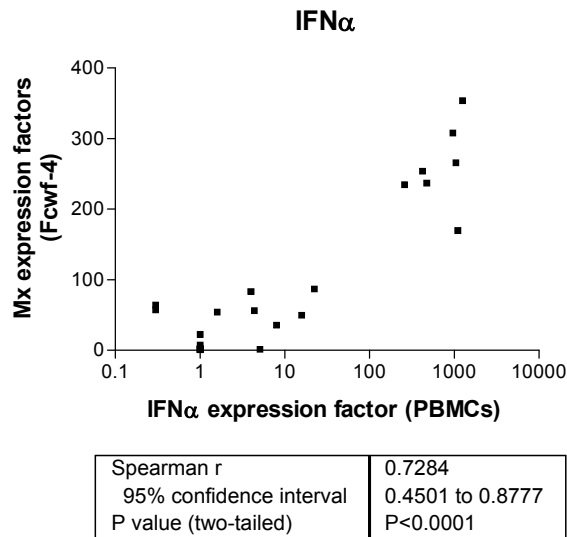 IFNα
400
300
200
100
0
Mx expression factors
(Fcwf-4)
0.1 1 10 100 1000 10000
IFNα expression factor (PBMCs)
Spearman r 0.7284
95% confidence interval 0.4501 to 0.8777
P value (two-tailed) P<0.0001